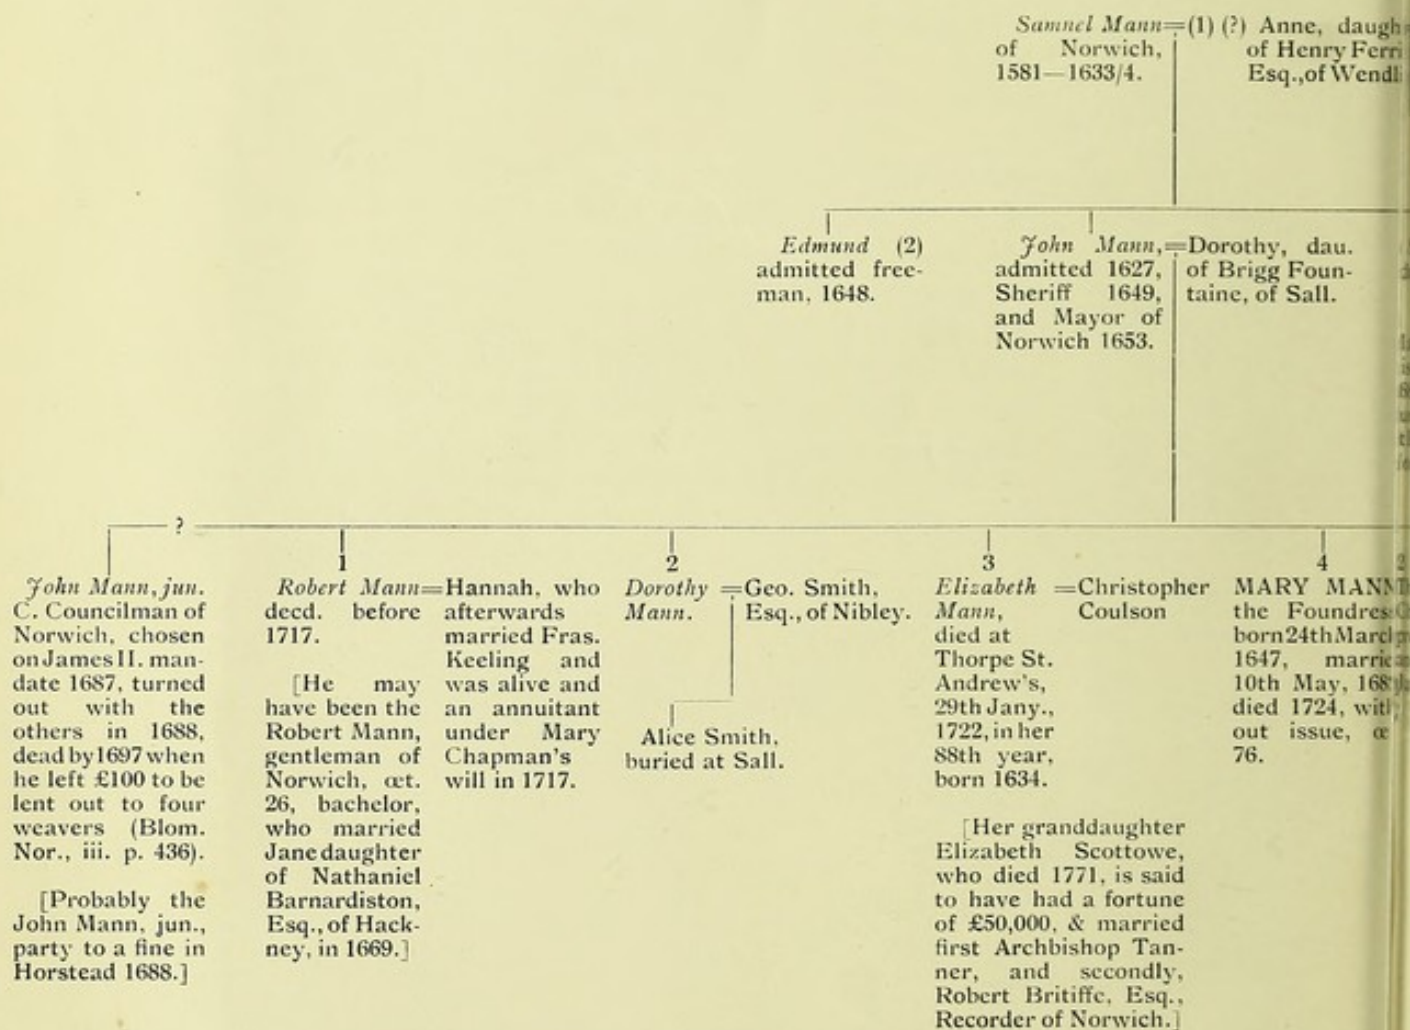 Samuel Mann=(1) (?) Anne, daugh
of Norwich,
1581—1633/4.
of Henry Ferri
Esq., of Wendli
Edmund (2)
admitted free-
man, 1648.
John Mann,=Dorothy, dau.
admitted 1627,
Sheriff 1649,
and Mayor of
Norwich 1653.
of Brigg Foun-
taine, of Sall.
?
John Mann, jun.
C. Councilman of
Norwich, chosen
on James II. man-
date 1687, turned
out with the
others in 1688,
dead by 1697 when
he left £100 to be
lent out to four
weavers (Blom.
Nor., iii. p. 436).
[Probably the
John Mann, jun.,
party to a fine in
Horstead 1688.]
1
Robert Mann=Hannah, who
decd. before
1717.
[He may
have been the
Robert Mann,
gentleman of
Norwich, œt.
26, bachelor,
who married
Jane daughter
of Nathaniel
Barnardiston,
Esq., of Hack-
ney, in 1669.]
afterwards
married Fras.
Keeling and
was alive and
an annuitant
under Mary
Chapman's
will in 1717.
2
Dorothy =Geo. Smith,
Mann.
Esq., of Nibley.
Alice Smith,
buried at Sall.
3
Elizabeth =Christopher
Mann,
Coulson
died at
Thorpe St.
Andrew's,
29th Jany.,
1722, in her
88th year,
born 1634.
[Her granddaughter
Elizabeth Scottowe,
who died 1771, is said
to have had a fortune
of £50,000, & married
first Archbishop Tan-
ner, and secondly,
Robert Britiffe, Esq.,
Recorder of Norwich.]
4
MARY MANN
the Foundres
born 24th March
1647, marrie
10th May, 168
died 1724, with
out issue, œ
76.